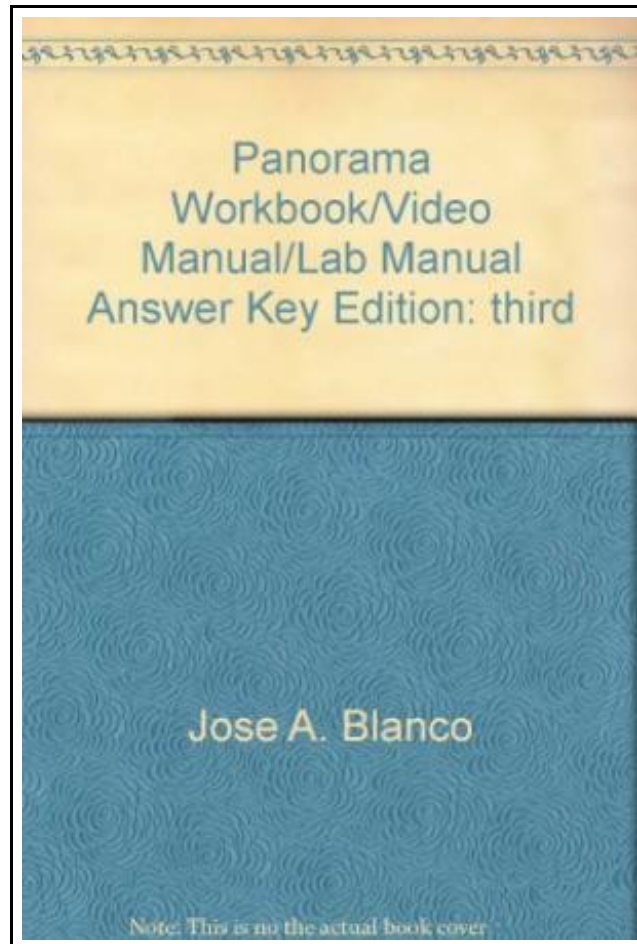 Panorama
Workbook/Video
Manual/Lab Manual
Answer Key Edition: third
Jose A. Blanco
Note: This is no the actual book cover